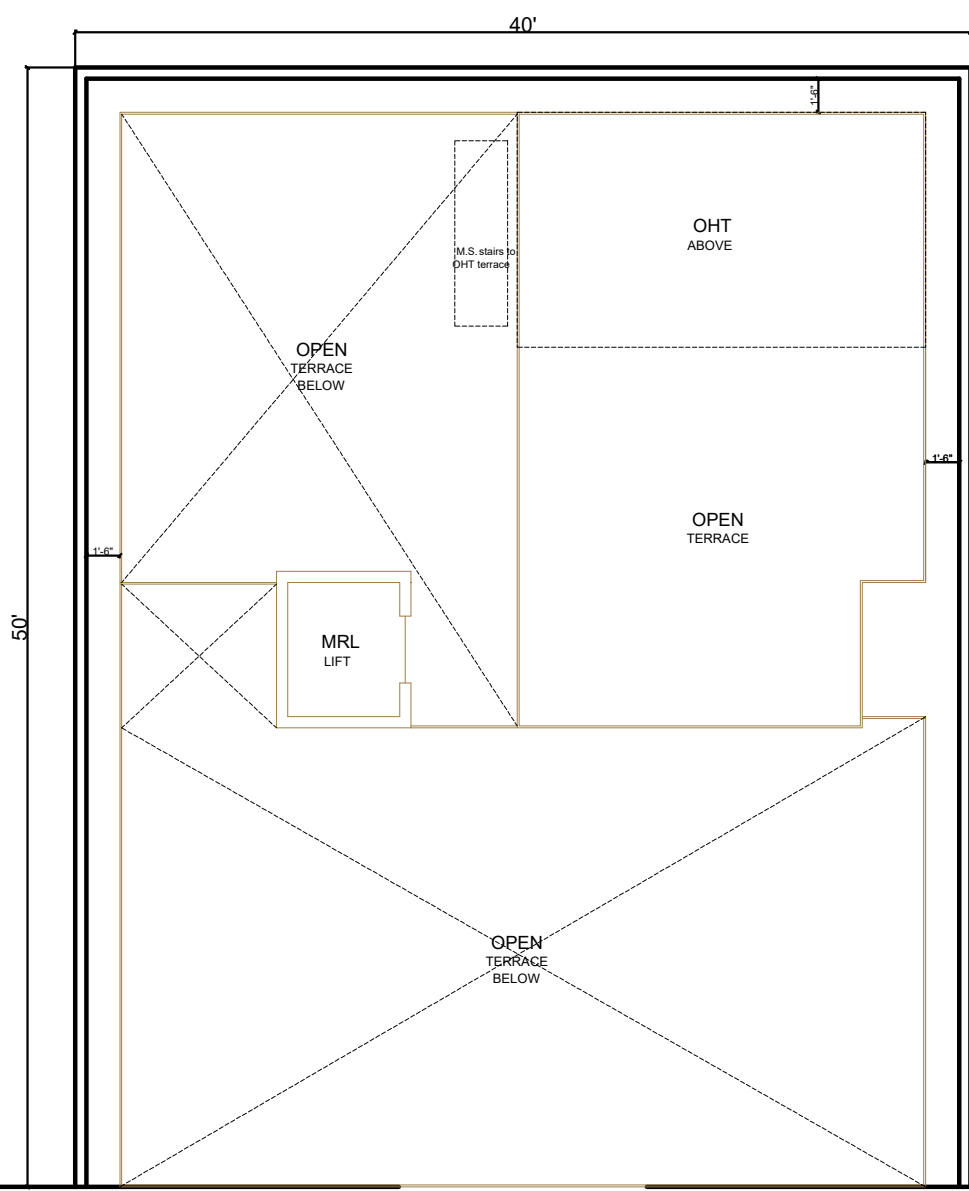 40'
1'-6"
OHT
ABOVE
M.S. stairs to
OHT terrace
OPEN
TERRACE
BELOW
1'-6"
OPEN
TERRACE
1'-6"
50'
MRL
LIFT
OPEN
TERRACE
BELOW